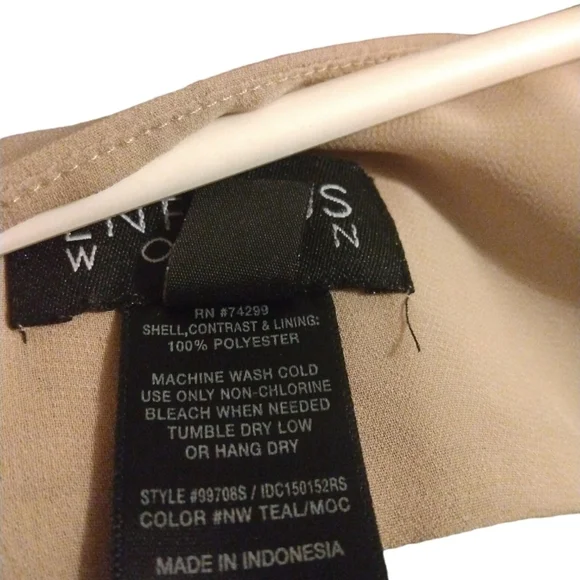 RN #74299
SHELL,CONTRAST & LINING:
100% POLYESTER
MACHINE WASH COLD
USE ONLY NON-CHLORINE
BLEACH WHEN NEEDED
TUMBLE DRY LOW
OR HANG DRY
STYLE #99708S / IDC150152RS
COLOR #NW TEAL/MOC
MADE IN INDONESIA